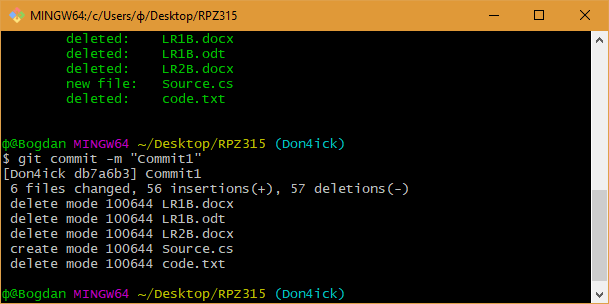 MINGW64:/c/Users/ф/Desktop/RPZ315
deleted:    LR1B.docx
deleted:    LR1B.odt
deleted:    LR2B.docx
new file:   Source.cs
deleted:    code.txt
ф@Bogdan MINGW64 ~/Desktop/RPZ315 (Don4ick)
$ git commit -m "Commit1"
[Don4ick db7a6b3] Commit1
 6 files changed, 56 insertions(+), 57 deletions(-)
 delete mode 100644 LR1B.docx
 delete mode 100644 LR1B.odt
 delete mode 100644 LR2B.docx
 create mode 100644 Source.cs
 delete mode 100644 code.txt
ф@Bogdan MINGW64 ~/Desktop/RPZ315 (Don4ick)